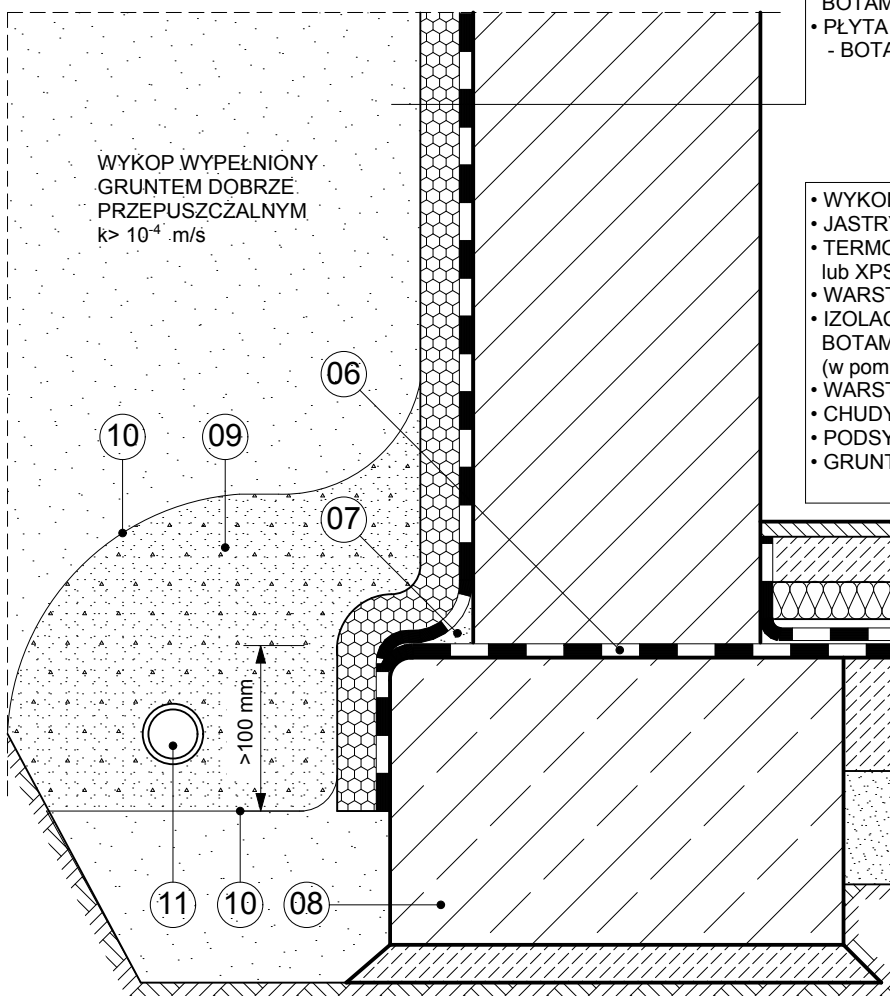 BOTAM
• PŁYTA
- BOTA
WYKOP WYPEŁNIONY
GRUNTEM DOBRZE
PRZEPUSZCZALNYM
k> 10⁻⁴ m/s
• WYKO
• JASTR
• TERMO
lub XPS
• WARST
• IZOLAC
BOTAM
(w pom
• WARST
• CHUDY
• PODSY
• GRUNT
06
10
09
07
>100 mm
11
10
08